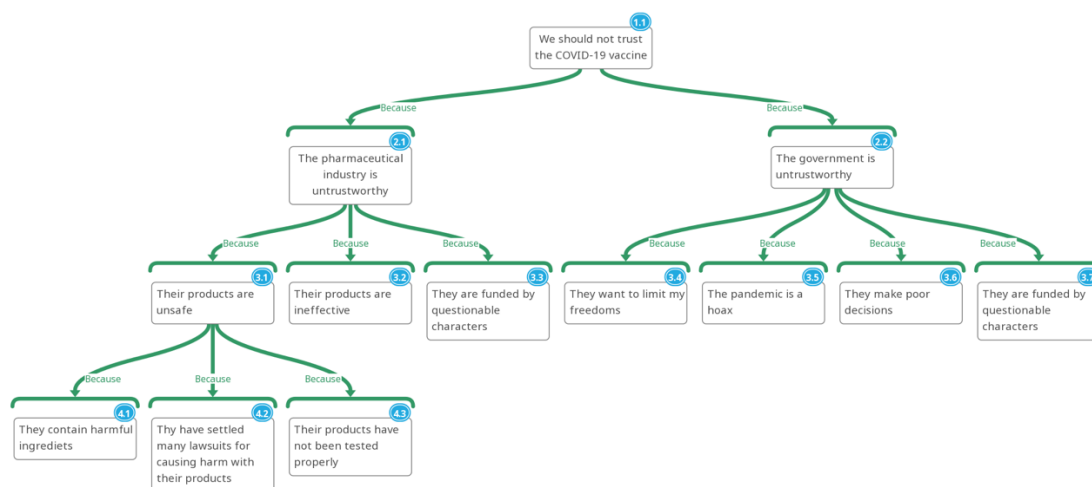 1.1
We should not trust
the COVID-19 vaccine
Because
Because
2.1
The pharmaceutical
industry is
untrustworthy
2.2
The government is
untrustworthy
Because
Because
Because
Because
Because
Because
Because
3.1
Their products are
unsafe
3.2
Their products are
ineffective
3.3
They are funded by
questionable
characters
3.4
They want to limit my
freedoms
3.5
The pandemic is a
hoax
3.6
They make poor
decisions
3.7
They are funded by
questionable
characters
Because
Because
Because
4.1
They contain harmful
ingrediets
4.2
Thy have settled
many lawsuits for
causing harm with
their products
4.3
Their products have
not been tested
properly